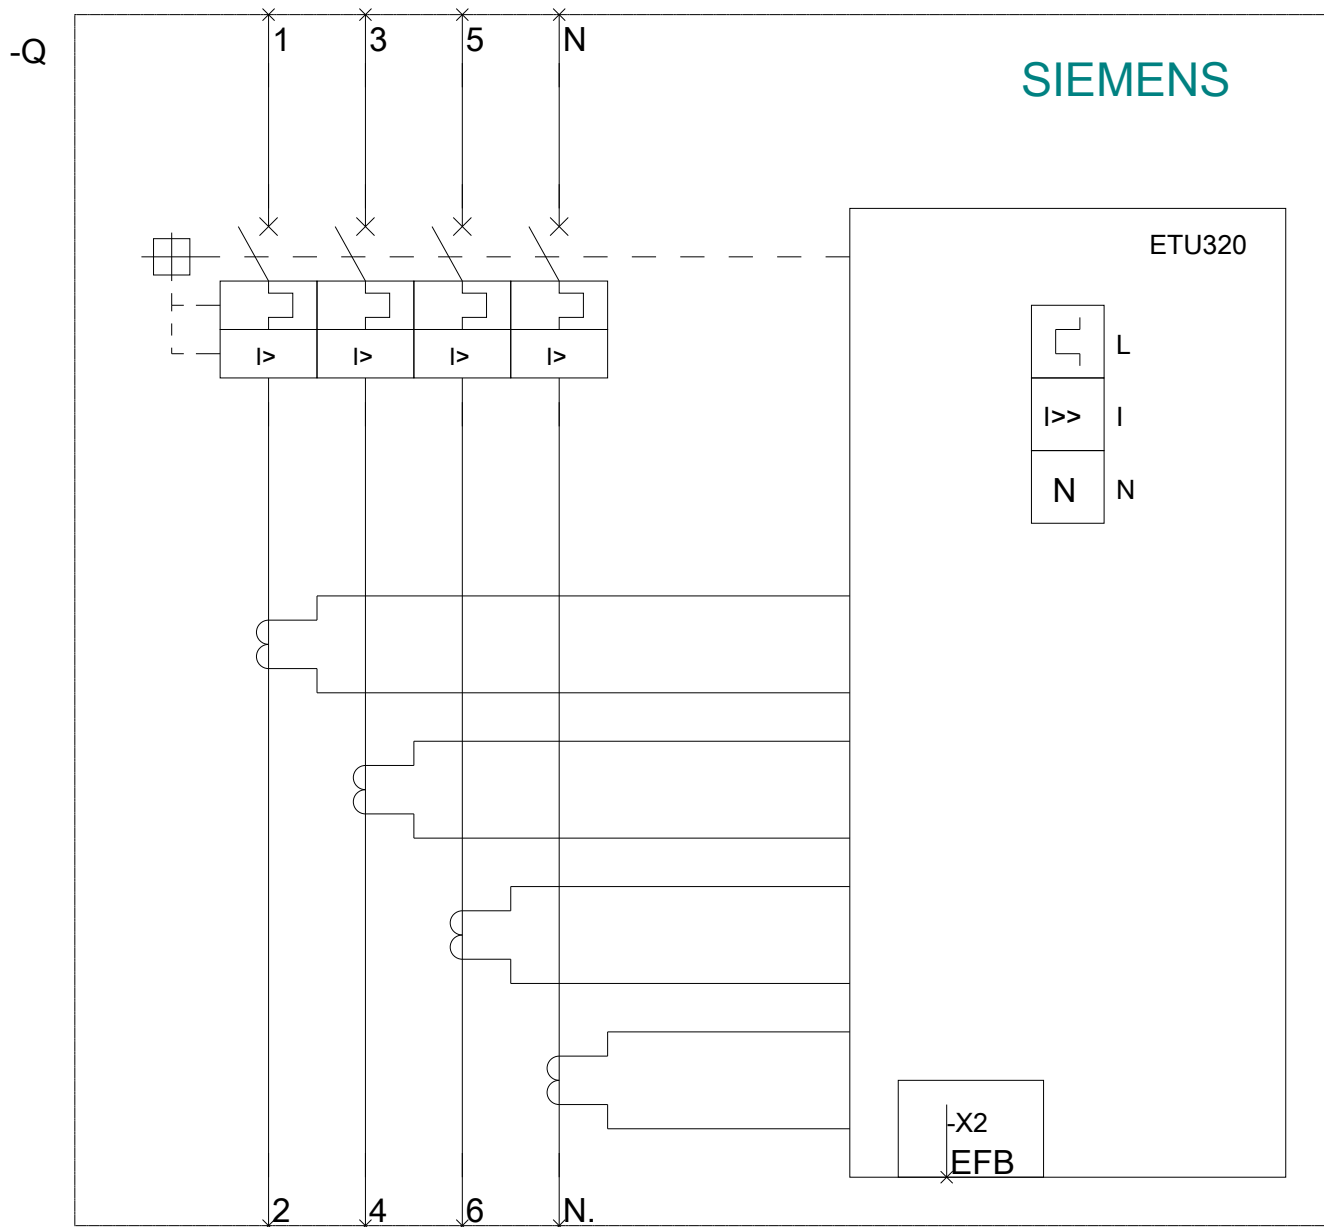 1 3 5 N
-Q
SIEMENS
ETU320
L
I> I> I> I>
I>> I
N N
-X2
EFB
2 4 6 N.